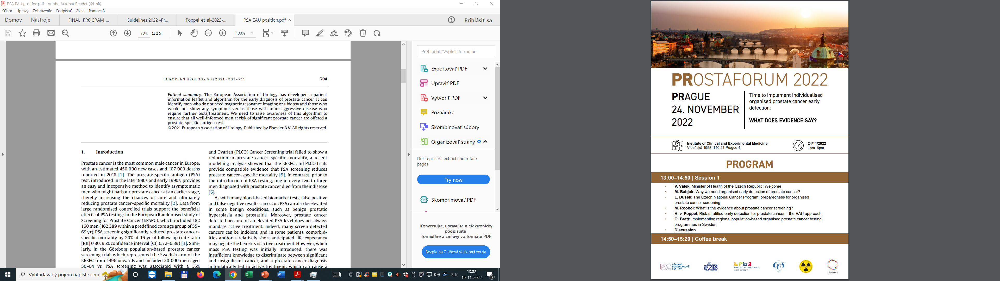 PSA EAU position.pdf - Adobe Acrobat Reader (64-bit)
Súbor Úpravy Zobrazenie Podpísať Okná Pomocník
Domov Nástroje FINAL PROGRAM_... Guidelines 2022 -Pr... Poppel_et_al-2022-... PSA EAU position.pdf × Prihlásiť sa
704 (2 z 9) 100%
EUROPEAN UROLOGY 80 (2021) 703–711 704
Patient summary: The European Association of Urology has developed a patient
information leaflet and algorithm for the early diagnosis of prostate cancer. It can
identify men who do not need magnetic resonance imaging or a biopsy and those who
would not show any symptoms versus those with more aggressive disease who
require further tests/treatment. We need to raise awareness of this algorithm to
ensure that all well-informed men at risk of significant prostate cancer are offered a
prostate-specific antigen test.
© 2021 European Association of Urology. Published by Elsevier B.V. All rights reserved.
1. Introduction
Prostate cancer is the most common male cancer in Europe,
with an estimated 450 000 new cases and 107 000 deaths
reported in 2018 [1]. The prostate-specific antigen (PSA)
test, introduced in the late 1980s and early 1990s, provides
an easy and inexpensive method to identify asymptomatic
men who might harbour prostate cancer at an earlier stage,
thereby increasing the chances of cure and ultimately
reducing prostate cancer–specific mortality [2]. Data from
large randomised controlled trials support the beneficial
effects of PSA testing: In the European Randomised study of
Screening for Prostate Cancer (ERSPC), which included 182
160 men (162 389 within a predefined core age group of 55–
69 yr), PSA screening significantly reduced prostate cancer–
specific mortality by 20% at 16 yr of follow-up (rate ratio
[RR] 0.80, 95% confidence interval [CI] 0.72–0.89) [3]. Simi-
larly, in the Göteborg population-based prostate cancer
screening trial, which represented the Swedish arm of the
ERSPC from 1996 onwards and included 20 000 men aged
50–64 yr, PSA screening was associated with a 35%
and Ovarian (PLCO) Cancer Screening trial failed to show a
reduction in prostate cancer–specific mortality, a recent
modelling analysis showed that the ERSPC and PLCO trials
provide compatible evidence that PSA screening reduces
prostate cancer–specific mortality [5]. In contrast, prior to
the introduction of PSA testing, one in every two to three
men diagnosed with prostate cancer died from their disease
[6].
As with many blood-based biomarker tests, false positive
and false negative results can occur. PSA can also be elevated
in some benign conditions, such as benign prostatic
hyperplasia and prostatitis. Moreover, prostate cancer
detected because of an elevated PSA level does not always
mandate active treatment. Indeed, many screen-detected
cancers can be indolent, and in some patients, comorbid-
ities and/or a relatively short anticipated life expectancy
may negate the benefits of active treatment. However, when
mass PSA testing was initially introduced, there was
insufficient knowledge to discriminate between significant
and insignificant cancer, and a prostate cancer diagnosis
automatically led to active treatment, which can cause a
Prehľadať 'Vyplniť formulár'
Exportovať PDF
Upraviť PDF
Vytvoriť PDF
Poznámka
Skombinovať súbory
Organizovať strany
Delete, insert, extract and rotate
pages.
Try now
Skomprimovať PDF
Konvertujte, upravujte a elektronicky
podpisujte
formuláre a zmluvy vo formáte PDF
Bezplatná 7-dňová skúšobná verzia
Vyhľadávaný pojem napíšte sem
SLK
13:02
19. 11. 2022
3
PROSTAFORUM 2022
PRAGUE
24. NOVEMBER
2022
Time to implement individualised
organised prostate cancer early
detection:
WHAT DOES EVIDENCE SAY?
Institute of Clinical and Experimental Medicine
Vídeňská 1958, 140 21 Prague 4
24/11/2022
1pm–6pm
PROGRAM
13:00–14:50 | Session 1
• V. Válek, Minister of Health of the Czech Republic: Welcome
• M. Babjuk: Why we need organised early detection of prostate cancer?
• L. Dušek: The Czech National Cancer Program: preparedness for organised
prostate cancer screening
• M. Roobol: What is the evidence about prostate cancer screening?
• H. v. Poppel: Risk-stratified early detection for prostate cancer – the EAU approach
• O. Bratt: Implementing regional population-based organised prostate cancer testing
programmes in Sweden
• Discussion
14:50–15:20 | Coffee break
NSC NÁRODNÍ
SCREENINGOVÉ
CENTRUM
ÚZIS
MINISTERSTVO ZDRAVOTNICTVÍ
ČESKÉ REPUBLIKY
ČUS
EU2022.CZ